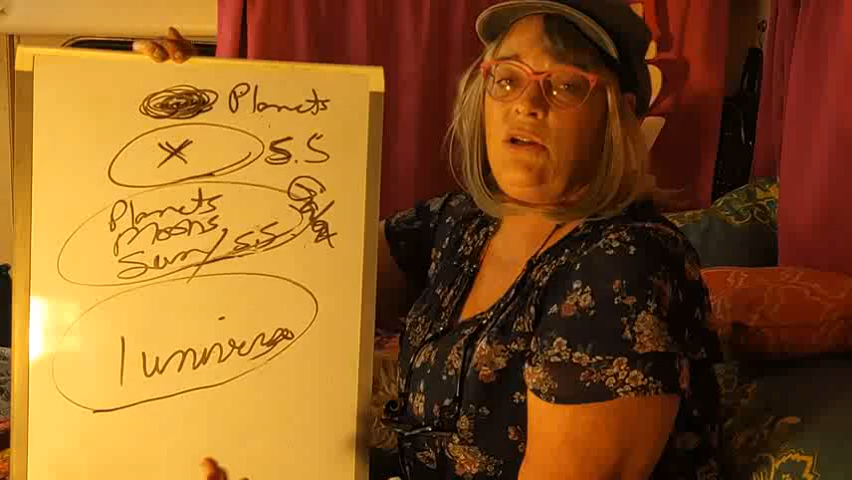 Planets
X S.S
Planets
Moons,
Sun/S.S
1 universe